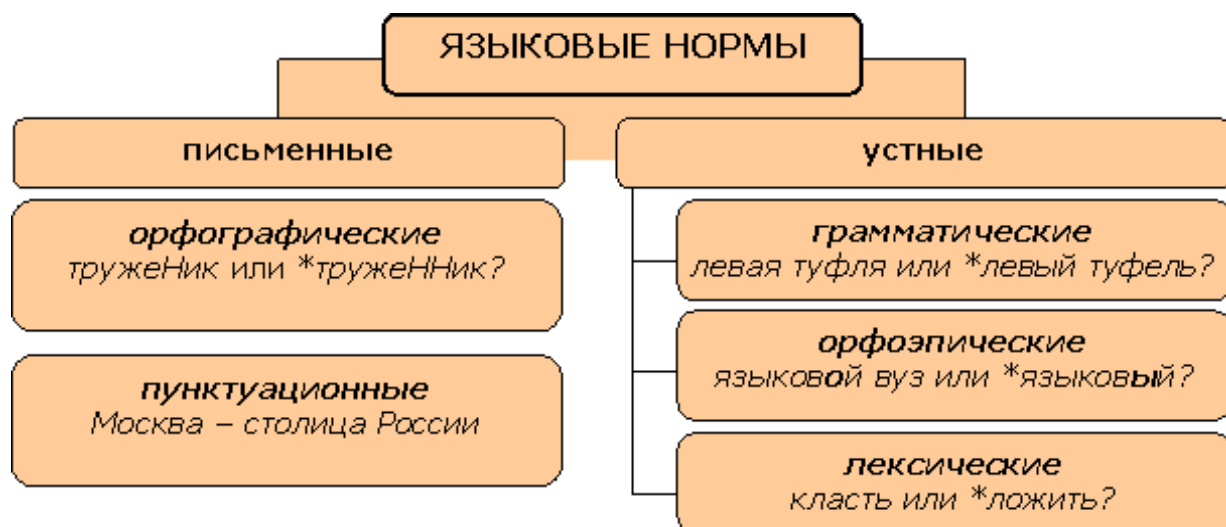 ЯЗЫКОВЫЕ НОРМЫ
письменные
орфографические
тружеНик или *тружеННик?
пунктуационные
Москва – столица России
устные
грамматические
левая туфля или *левый туфель?
орфоэпические
языковой вуз или *языковый?
лексические
класть или *ложить?